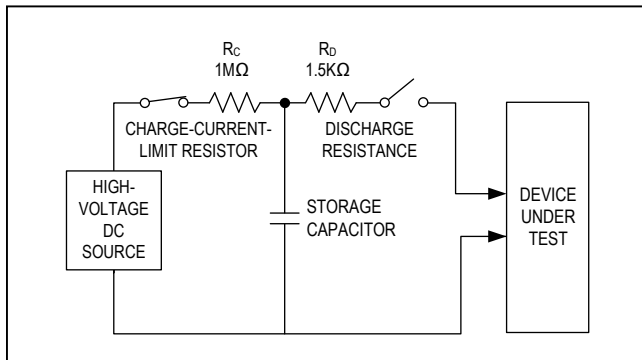 RC
1MΩ
RD
1.5KΩ
CHARGE-CURRENT-
LIMIT RESISTOR
DISCHARGE
RESISTANCE
HIGH-
VOLTAGE
DC
SOURCE
STORAGE
CAPACITOR
DEVICE
UNDER
TEST